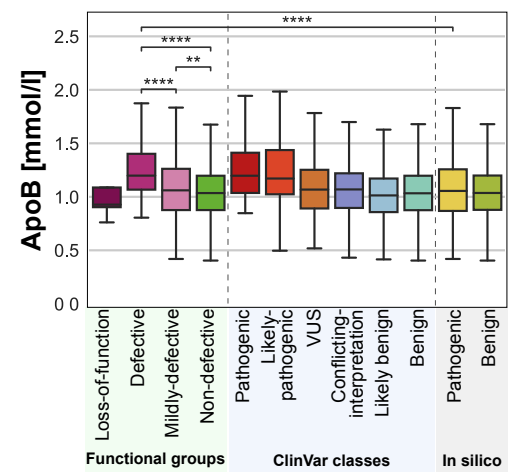 ApoB [mmol/l]
2.5
2.0
1.5
1.0
0.5
0 0
****
****
**
****
Loss-of-function
Defective
Mildly-defective
Non-defective
Pathogenic
Likely-
pathogenic
VUS
Conflicting-
interpretation
Likely benign
Benign
Pathogenic
Benign
Functional groups
ClinVar classes
In silico